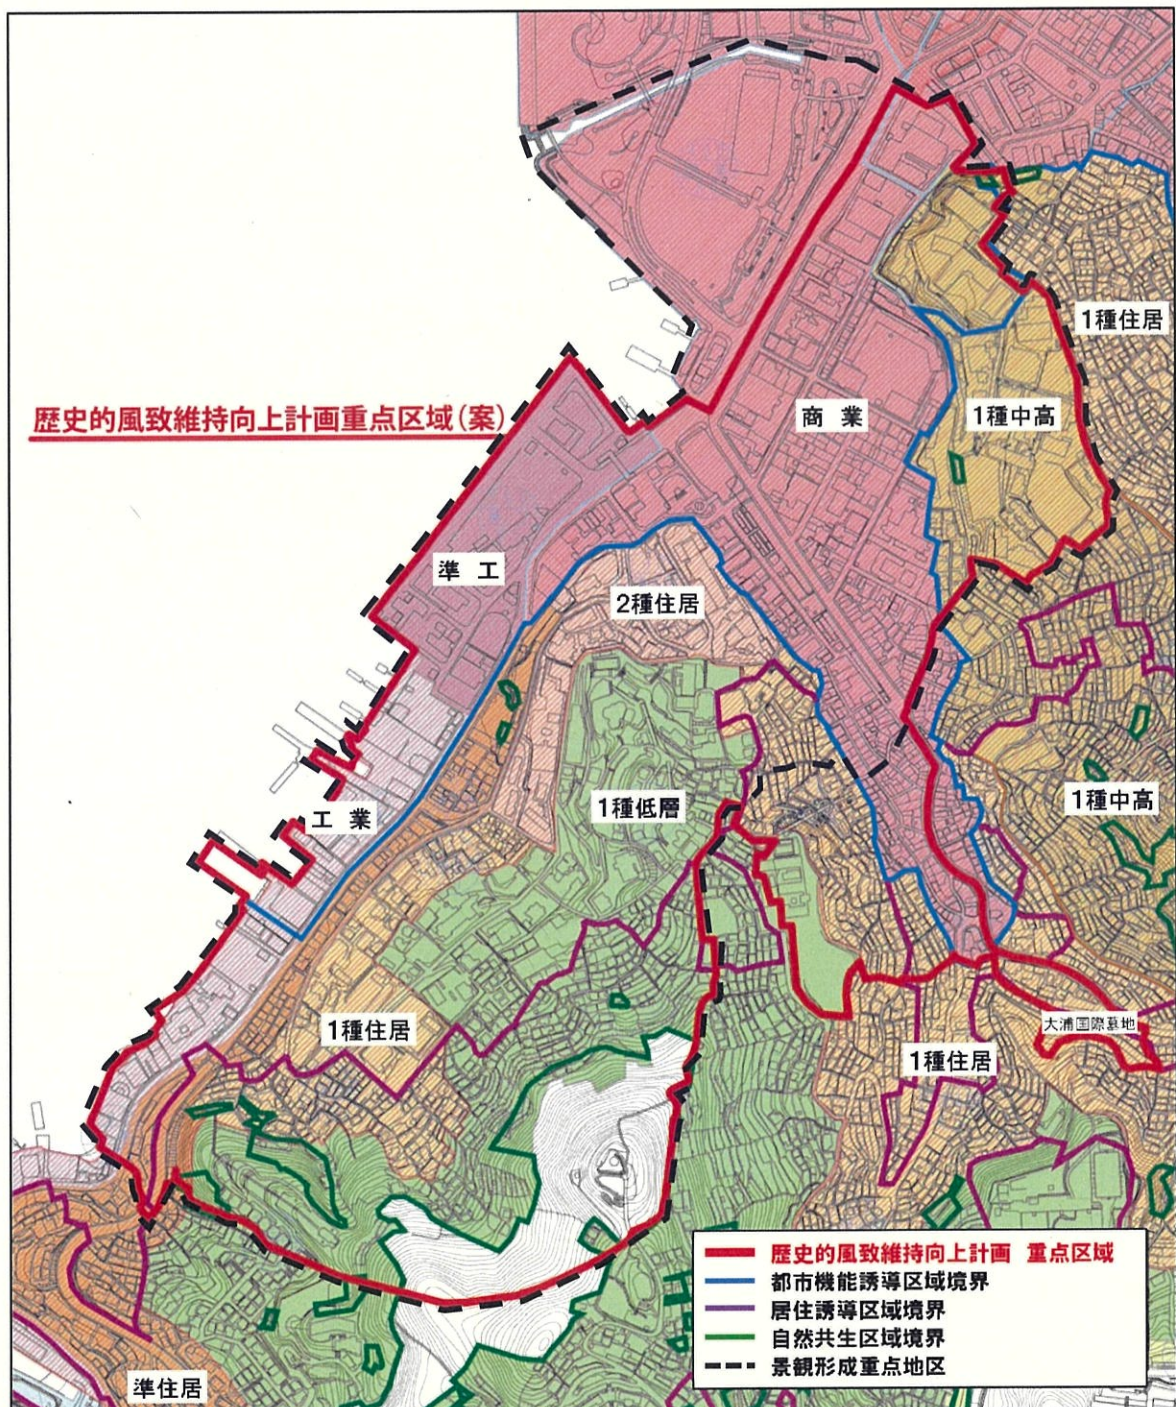 1種住居
歴史的風致維持向上計画重点区域(案)
商 業
1種中高
準 工
2種住居
1種低層
1種中高
工 業
大浦国際墓地
1種住居
1種住居
歴史的風致維持向上計画 重点区域
都市機能誘導区域境界
居住誘導区域境界
自然共生区域境界
景観形成重点地区
準住居